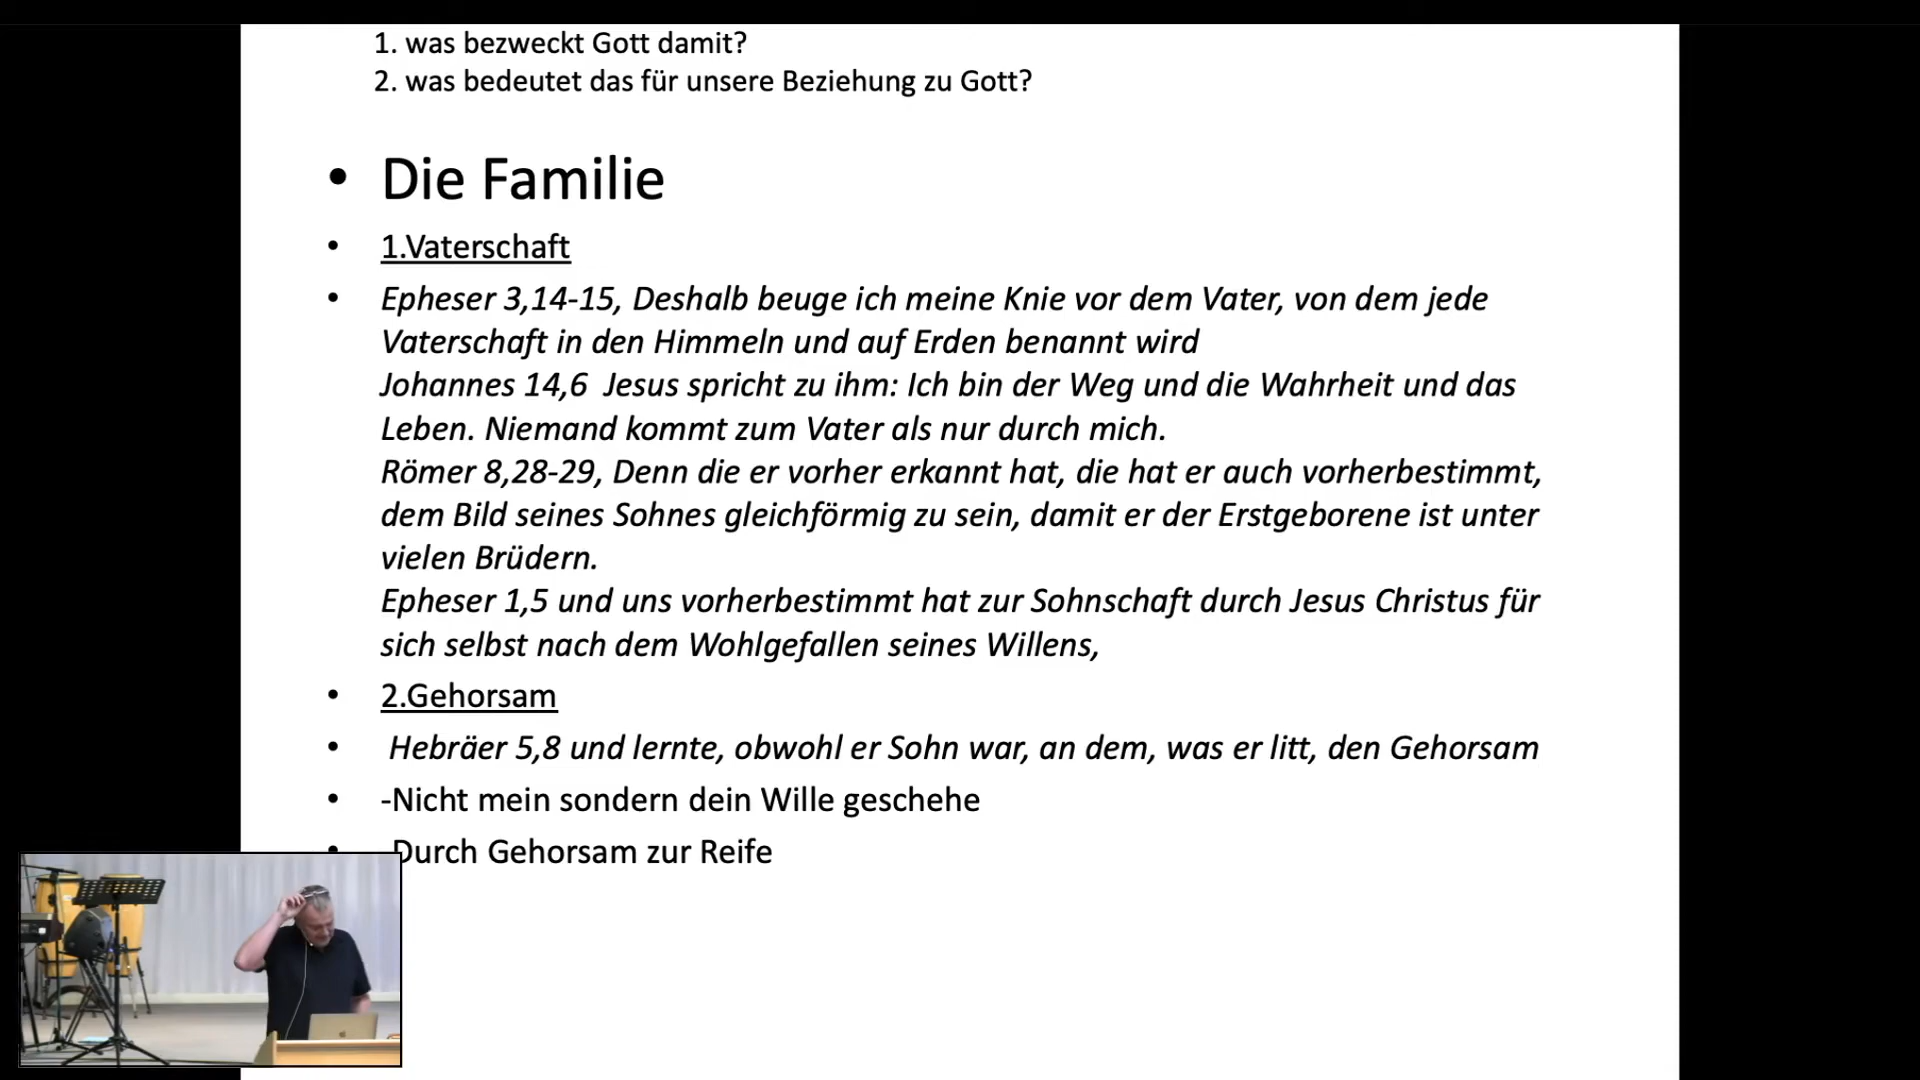 1. was bezweckt Gott damit?
2. was bedeutet das für unsere Beziehung zu Gott?
• Die Familie
• 1.Vaterschaft
• Epheser 3,14-15, Deshalb beuge ich meine Knie vor dem Vater, von dem jede
Vaterschaft in den Himmeln und auf Erden benannt wird
Johannes 14,6 Jesus spricht zu ihm: Ich bin der Weg und die Wahrheit und das
Leben. Niemand kommt zum Vater als nur durch mich.
Römer 8,28-29, Denn die er vorher erkannt hat, die hat er auch vorherbestimmt,
dem Bild seines Sohnes gleichförmig zu sein, damit er der Erstgeborene ist unter
vielen Brüdern.
Epheser 1,5 und uns vorherbestimmt hat zur Sohnschaft durch Jesus Christus für
sich selbst nach dem Wohlgefallen seines Willens,
• 2.Gehorsam
• Hebräer 5,8 und lernte, obwohl er Sohn war, an dem, was er litt, den Gehorsam
• -Nicht mein sondern dein Wille geschehe
• -Durch Gehorsam zur Reife